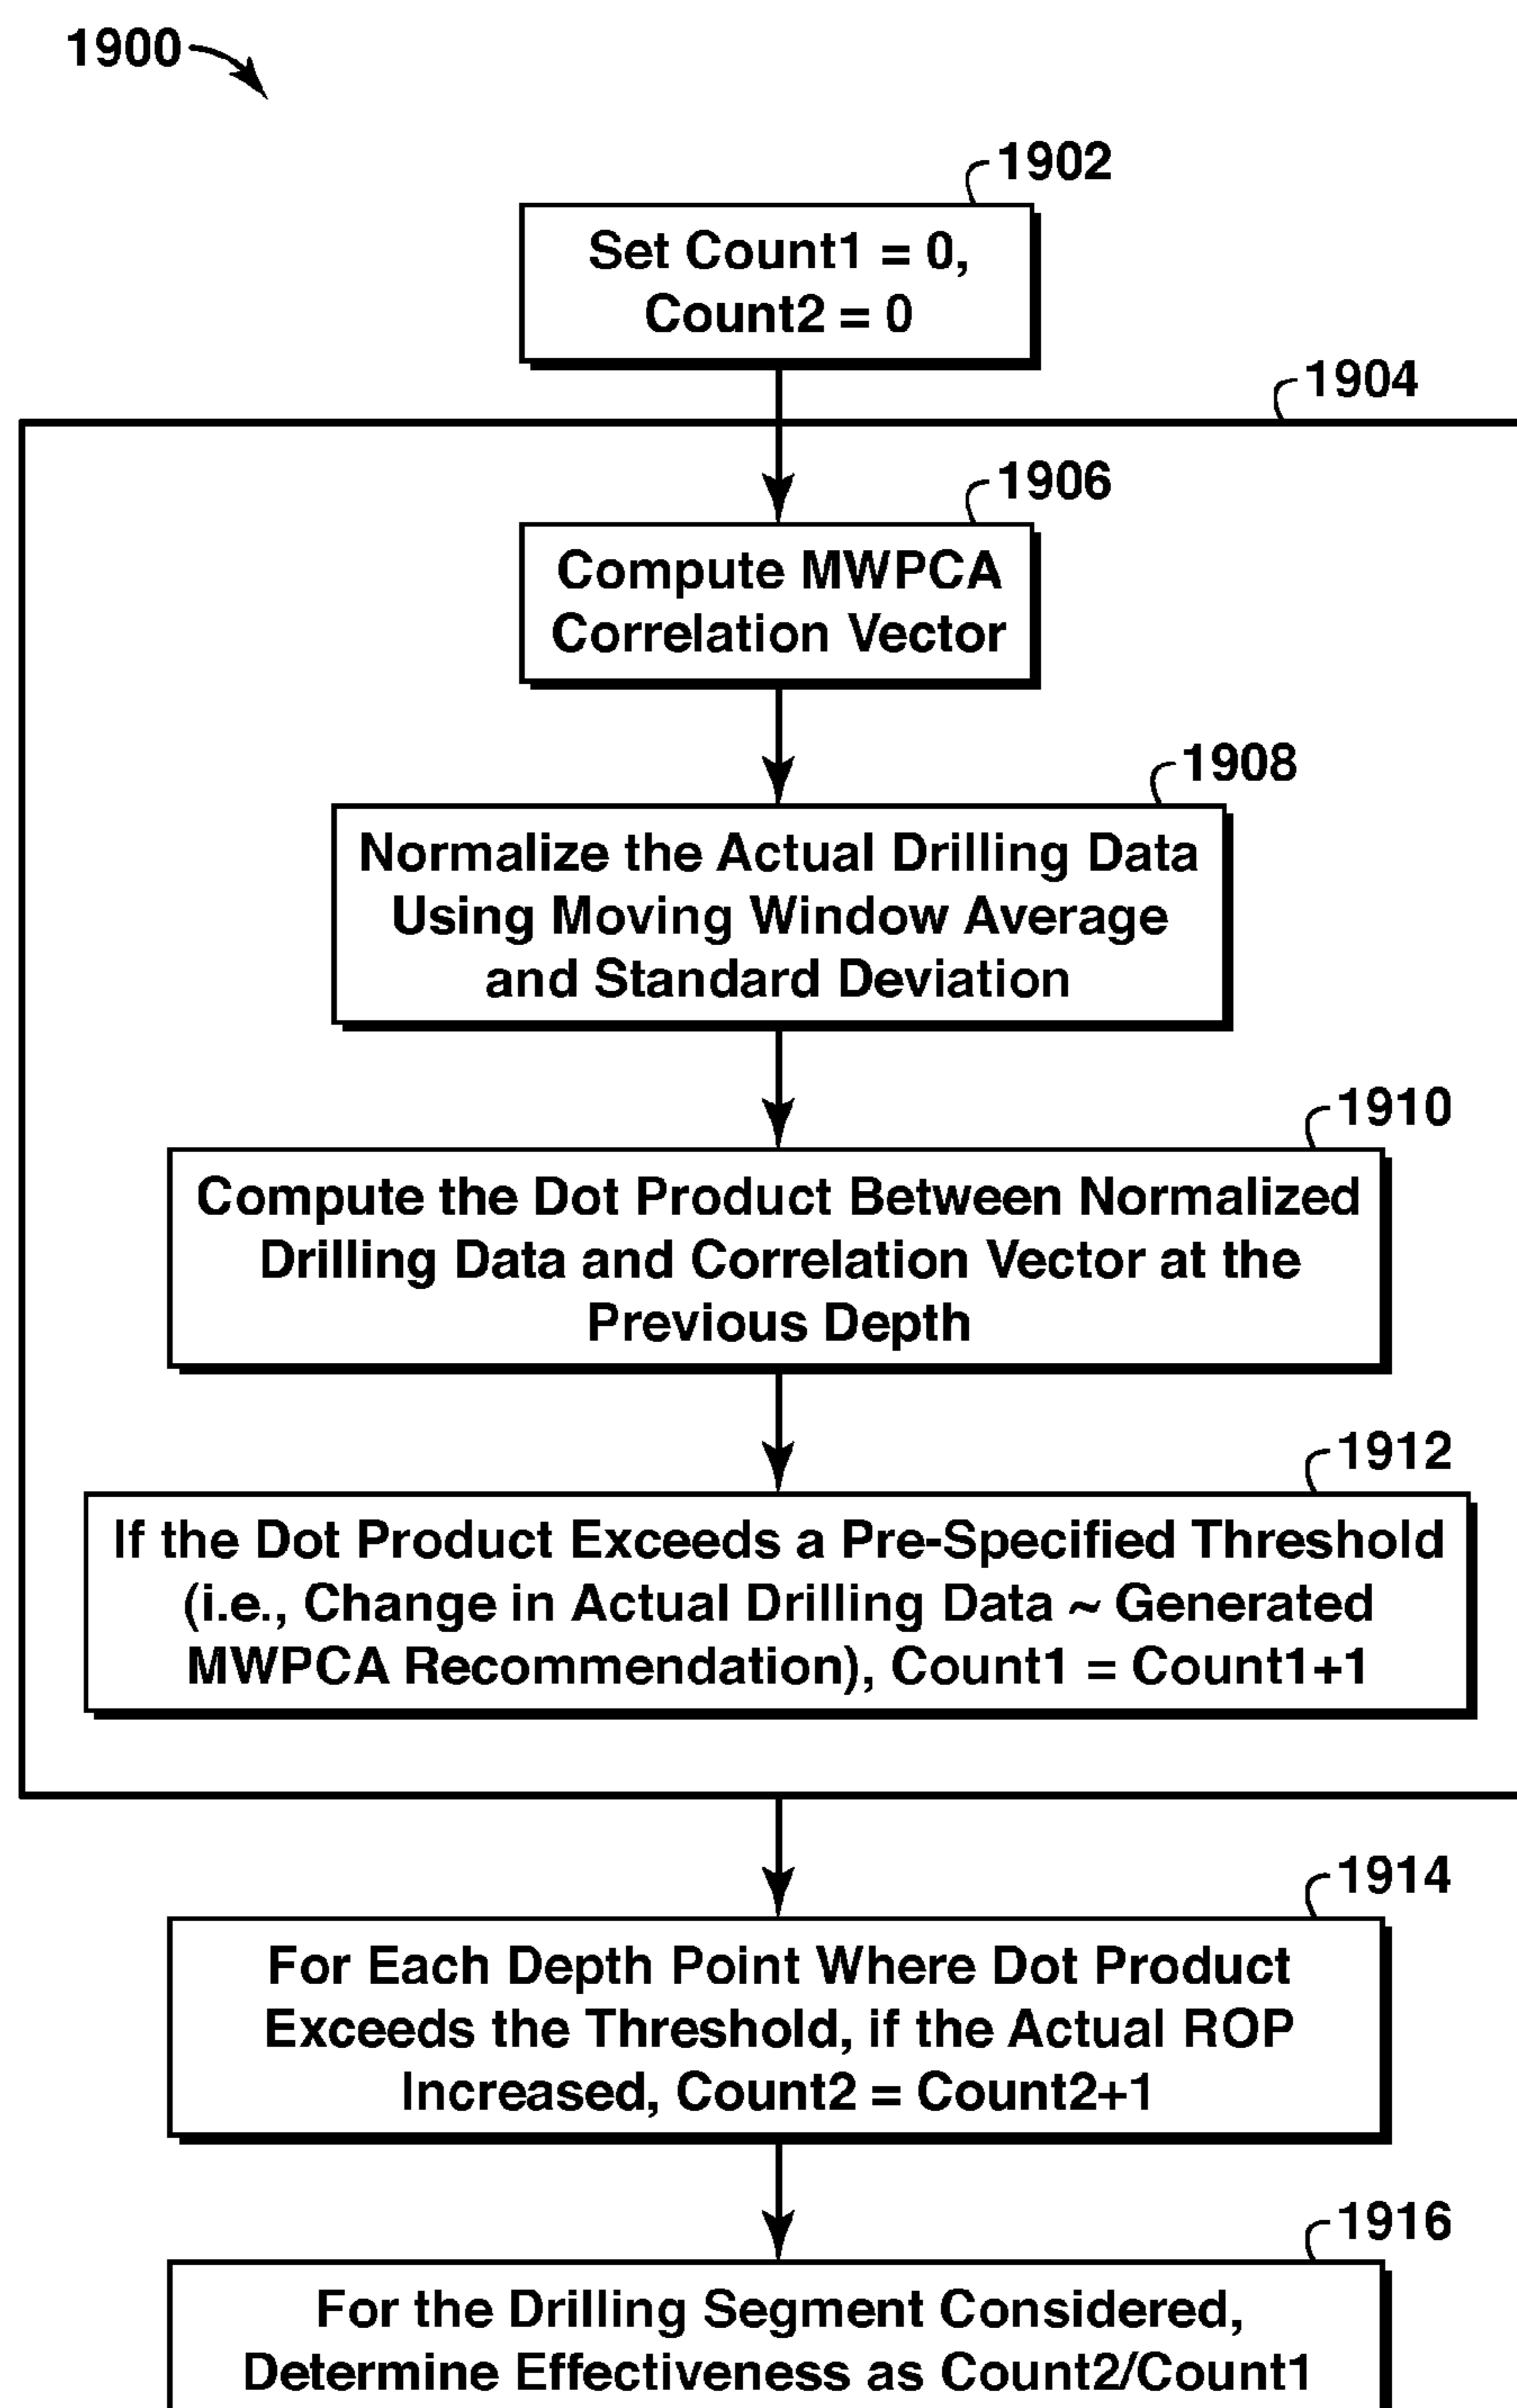 1900
1902
Set Count1 = 0,
Count2 = 0
1904
1906
Compute MWPCA
Correlation Vector
1908
Normalize the Actual Drilling Data
Using Moving Window Average
and Standard Deviation
1910
Compute the Dot Product Between Normalized
Drilling Data and Correlation Vector at the
Previous Depth
1912
If the Dot Product Exceeds a Pre-Specified Threshold
(i.e., Change in Actual Drilling Data ~ Generated
MWPCA Recommendation), Count1 = Count1+1
1914
For Each Depth Point Where Dot Product
Exceeds the Threshold, if the Actual ROP
Increased, Count2 = Count2+1
1916
For the Drilling Segment Considered,
Determine Effectiveness as Count2/Count1